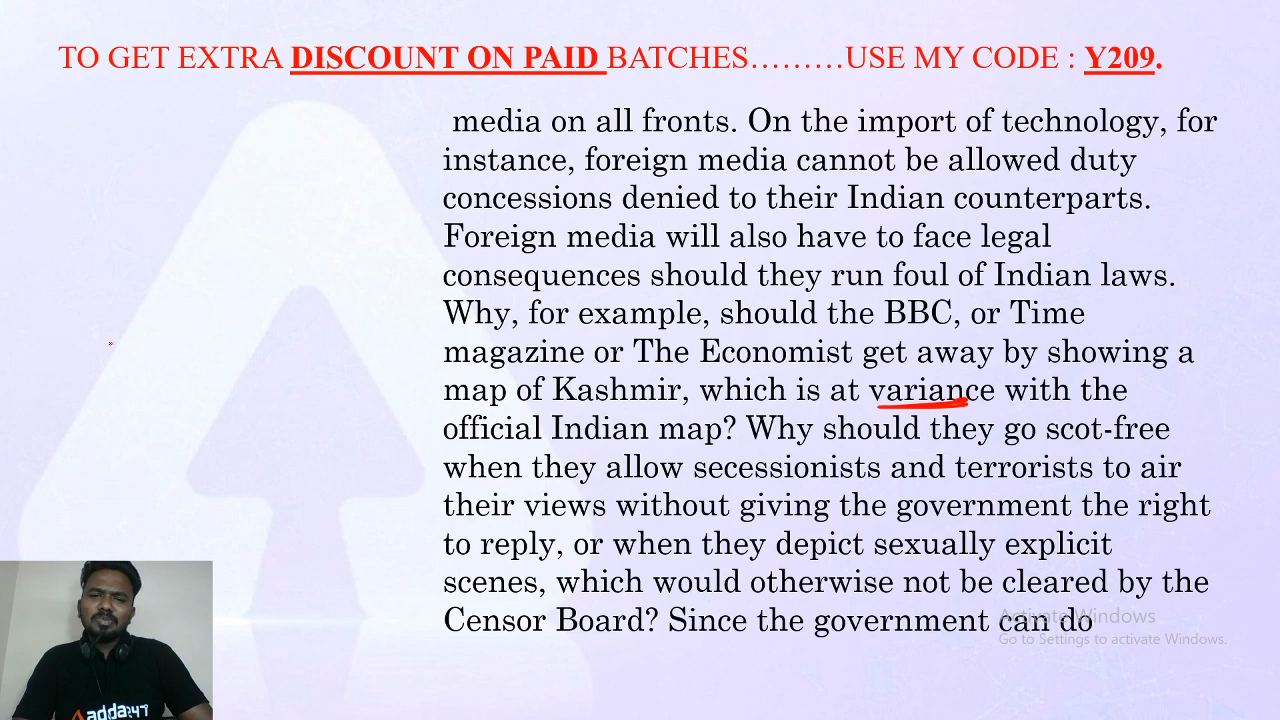 TO GET EXTRA DISCOUNT ON PAID BATCHES………USE MY CODE : Y209.
media on all fronts. On the import of technology, for
instance, foreign media cannot be allowed duty
concessions denied to their Indian counterparts.
Foreign media will also have to face legal
consequences should they run foul of Indian laws.
Why, for example, should the BBC, or Time
magazine or The Economist get away by showing a
map of Kashmir, which is at variance with the
official Indian map? Why should they go scot-free
when they allow secessionists and terrorists to air
their views without giving the government the right
to reply, or when they depict sexually explicit
scenes, which would otherwise not be cleared by the
Censor Board? Since the government can do
Activate Windows
Go to Settings to activate Windows.
adda247